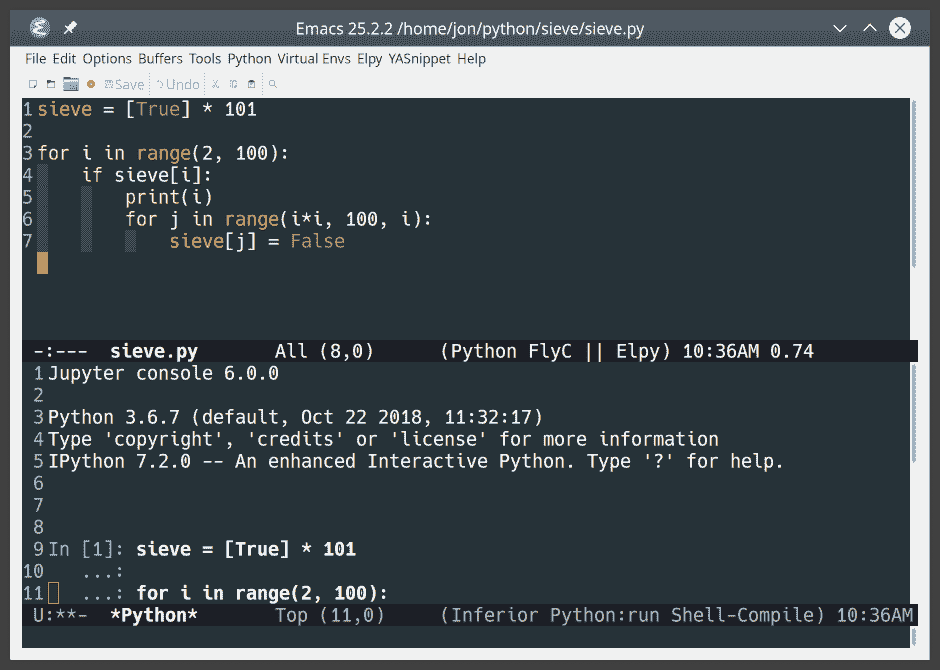 Emacs 25.2.2 /home/jon/python/sieve/sieve.py
File Edit Options Buffers Tools Python Virtual Envs Elpy YASnippet Help
Save Undo
1 sieve = [True] * 101
2
3 for i in range(2, 100):
4     if sieve[i]:
5         print(i)
6         for j in range(i*i, 100, i):
7             sieve[j] = False
-:---  sieve.py       All (8,0)      (Python FlyC || Elpy) 10:36AM 0.74
1 Jupyter console 6.0.0
2
3 Python 3.6.7 (default, Oct 22 2018, 11:32:17)
4 Type 'copyright', 'credits' or 'license' for more information
5 IPython 7.2.0 -- An enhanced Interactive Python. Type '?' for help.
6
7
8
9 In [1]: sieve = [True] * 101
10    ...:
11    ...: for i in range(2, 100):
U:**-  *Python*       Top (11,0)     (Inferior Python:run Shell-Compile) 10:36AM